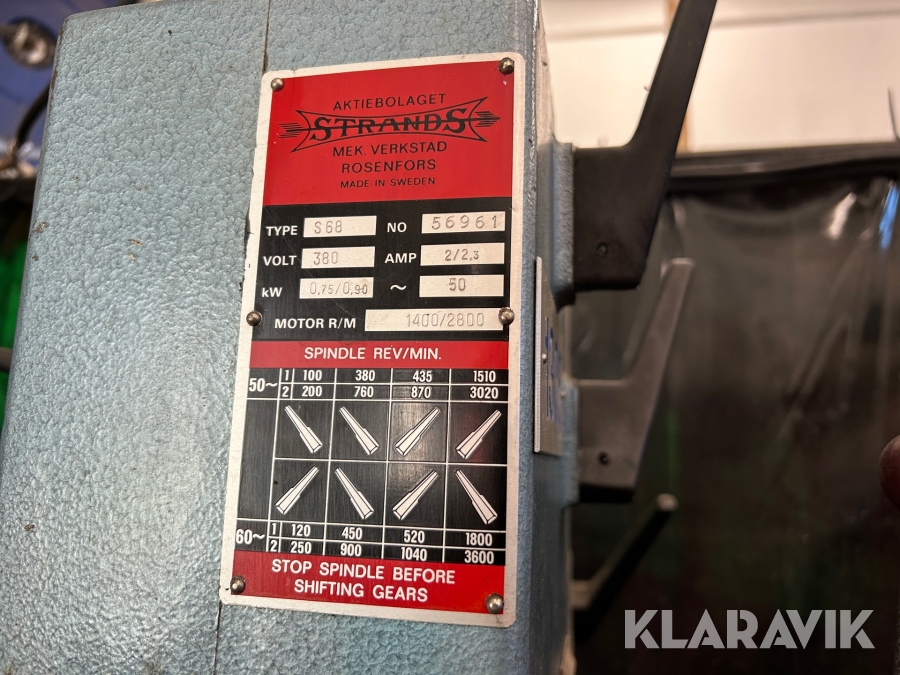 AKTIEBOLAGET
STRANDS
MEK. VERKSTAD
ROSENFORS
MADE IN SWEDEN
TYPE S68 NO 56961
VOLT 380 AMP 2/2,3
kW 0,75/0,90 ~ 50
MOTOR R/M 1400/2800
SPINDLE REV/MIN.
50~ 1 100 380 435 1510
2 200 760 870 3020
60~ 1 120 450 520 1800
2 250 900 1040 3600
STOP SPINDLE BEFORE
SHIFTING GEARS
KLARAVIK